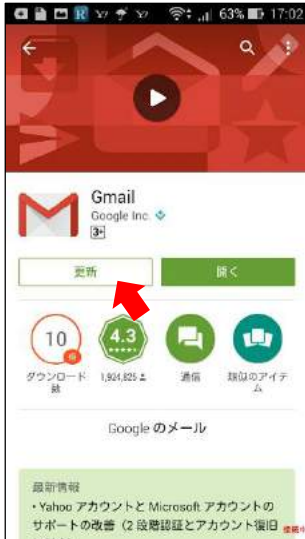 63% 17:02
Gmail
Google Inc.
3+
更新
開く
10
億
4.3
ダウンロード
数
1,924,825
通信
類似のアイテ
ム
Google のメール
最新情報
・Yahoo アカウントと Microsoft アカウントの
サポートの改善（2 段階認証とアカウント復旧
接続中